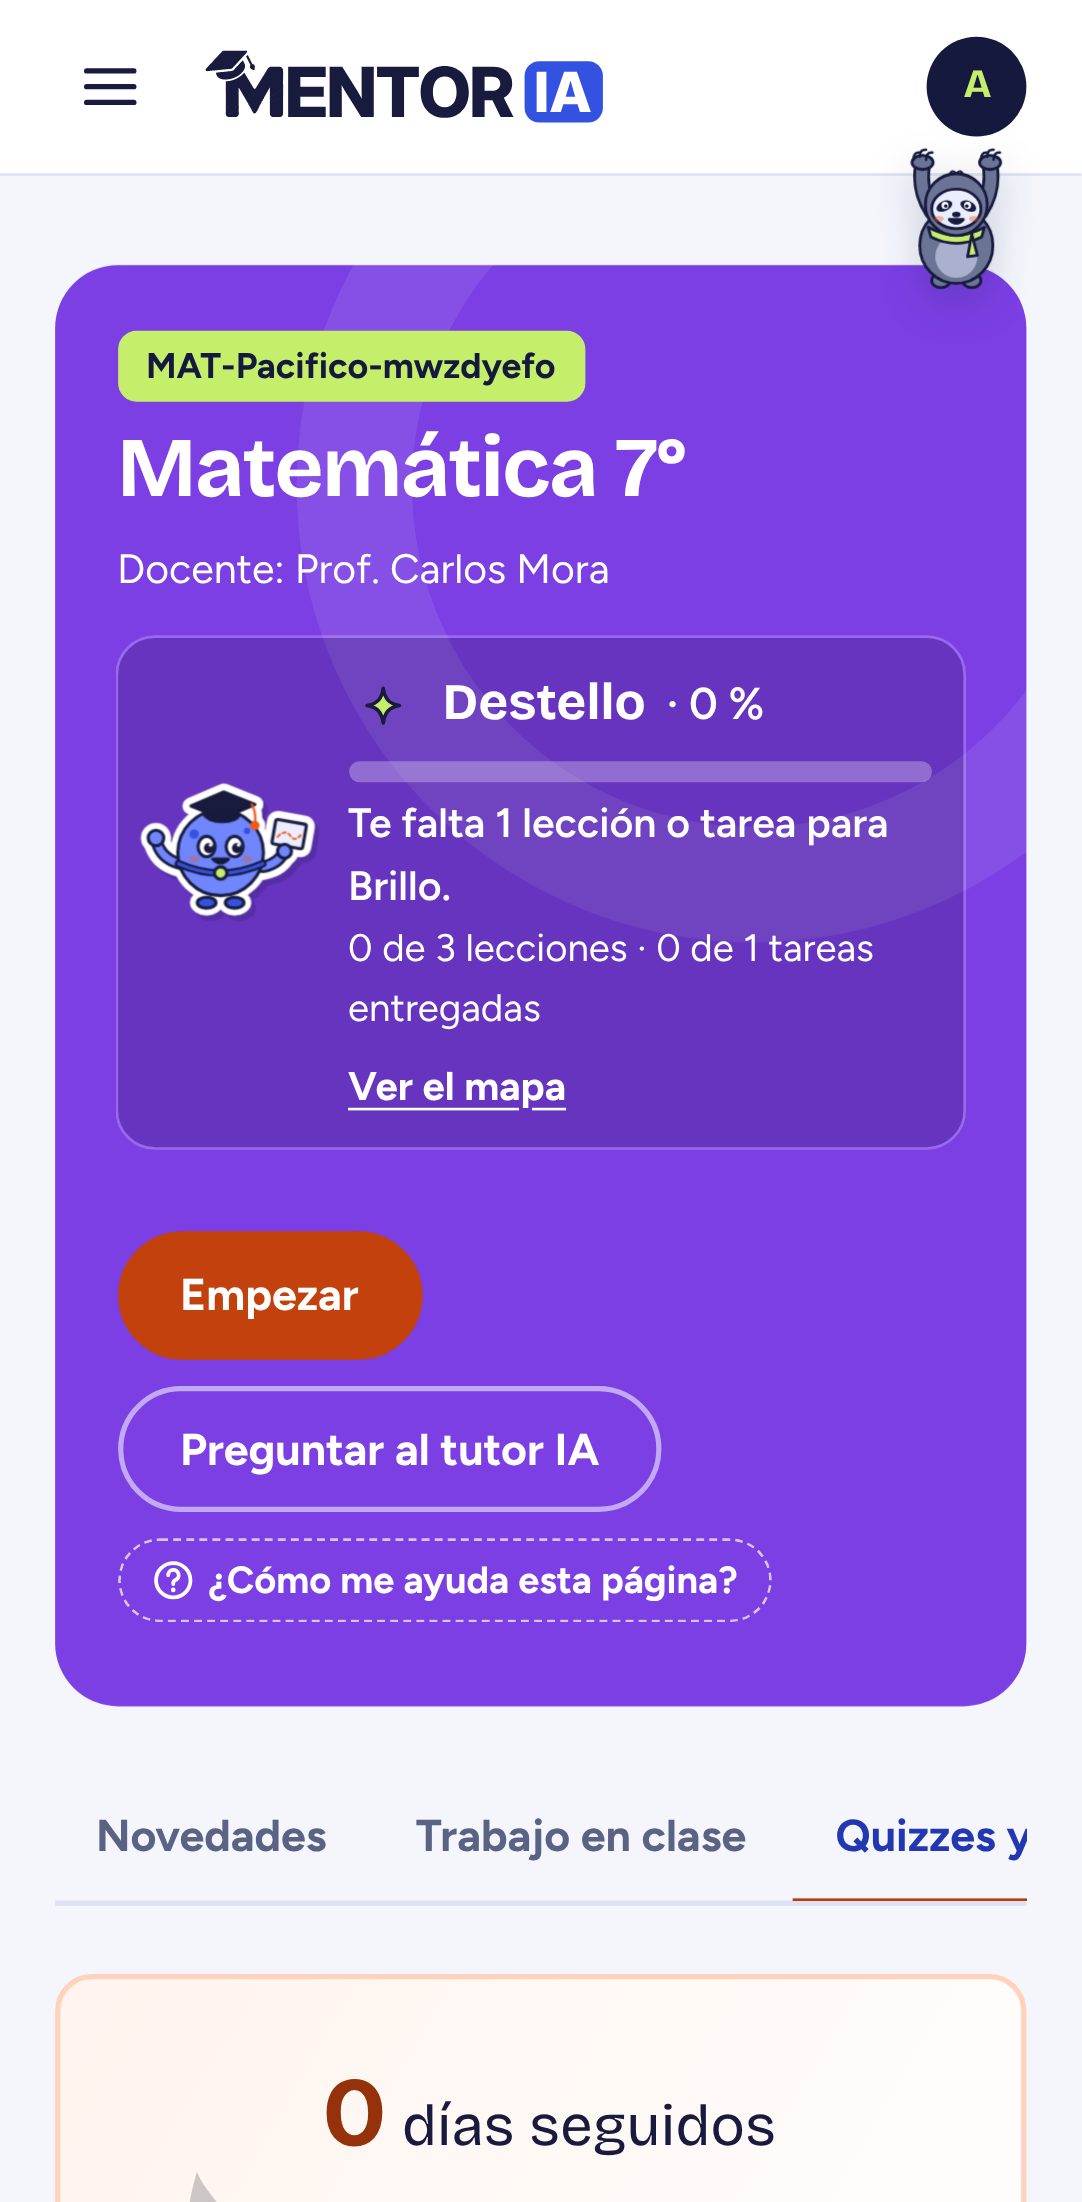 MENTOR IA
A
MAT-Pacifico-mwzdyefo
Matemática 7º
Docente: Prof. Carlos Mora
Destello · 0 %
Te falta 1 lección o tarea para
Brillo.
0 de 3 lecciones · 0 de 1 tareas
entregadas
Ver el mapa
Empezar
Preguntar al tutor IA
¿Cómo me ayuda esta página?
Novedades
Trabajo en clase
Quizzes y
0 días seguidos